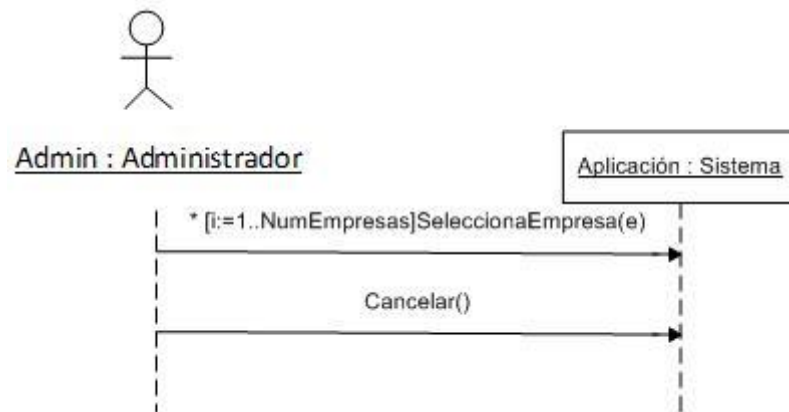 Admin : Administrador
Aplicación : Sistema
* [i:=1..NumEmpresas]SeleccionaEmpresa(e)
Cancelar()